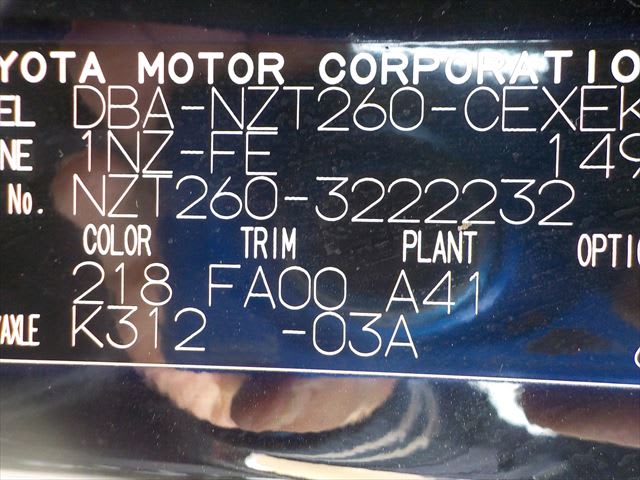 YOTA MOTOR CORPORATIO
EL DBA-NZT260-CEXEK
NE 1NZ-FE 149
No. NZT260-3222232
COLOR TRIM PLANT OPTIO
218 FA00 A41
AXLE K312 -03A